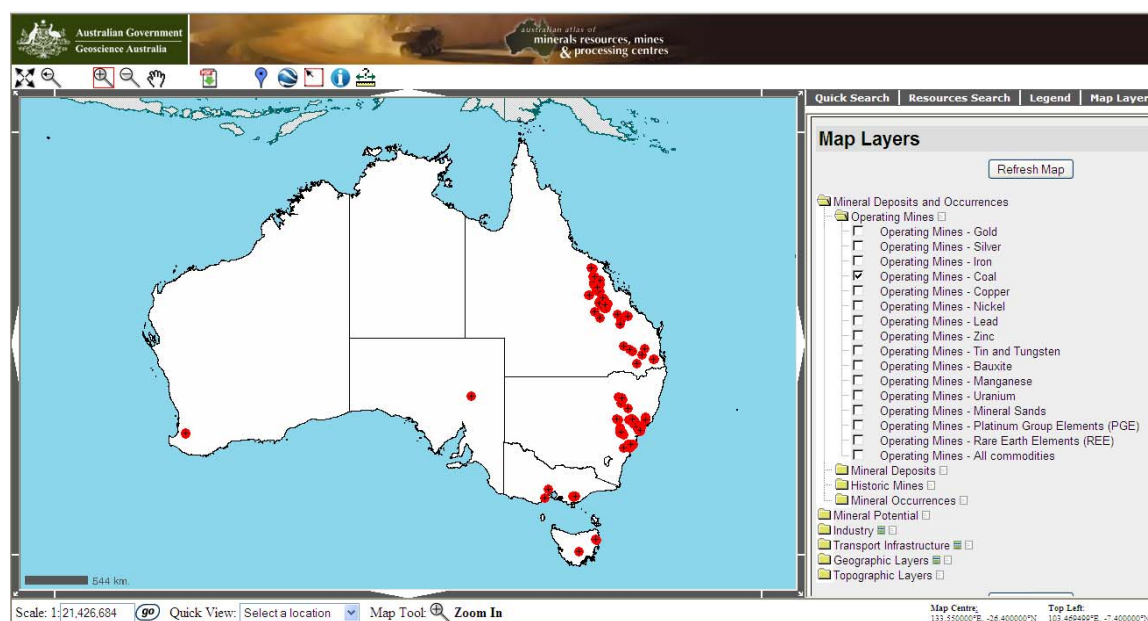 Australian Government
Geoscience Australia
australian atlas of
minerals resources, mines
& processing centres
PDF
Quick Search
Resources Search
Legend
Map Layer
Map Layers
Refresh Map
Mineral Deposits and Occurrences
Operating Mines
Operating Mines - Gold
Operating Mines - Silver
Operating Mines - Iron
Operating Mines - Coal
Operating Mines - Copper
Operating Mines - Nickel
Operating Mines - Lead
Operating Mines - Zinc
Operating Mines - Tin and Tungsten
Operating Mines - Bauxite
Operating Mines - Manganese
Operating Mines - Uranium
Operating Mines - Mineral Sands
Operating Mines - Platinum Group Elements (PGE)
Operating Mines - Rare Earth Elements (REE)
Operating Mines - All commodities
Mineral Deposits
Historic Mines
Mineral Occurrences
Mineral Potential
Industry
Transport Infrastructure
Geographic Layers
Topographic Layers
544 km.
Scale: 1: 21,426,684 go Quick View: Select a location Map Tool: Zoom In
Map Centre: Top Left:
133.550000°E, -26.400000°N 103.469499°E, -7.400000°N